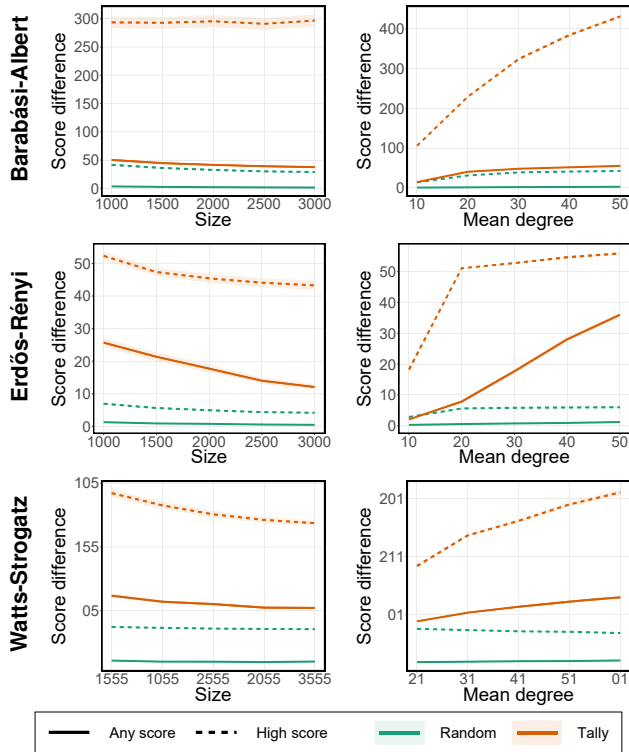 Barabási-Albert
Score difference
300
250
200
150
100
50
0
1000 1500 2000 2500 3000
Size
Score difference
400
300
200
100
0
10 20 30 40 50
Mean degree
Erdős-Rényi
Score difference
50
40
30
20
10
0
1000 1500 2000 2500 3000
Size
Score difference
50
40
30
20
10
0
10 20 30 40 50
Mean degree
Watts-Strogatz
Score difference
105
155
05
1555 1055 2555 2055 3555
Size
Score difference
201
211
01
21 31 41 51 01
Mean degree
Any score High score Random Tally